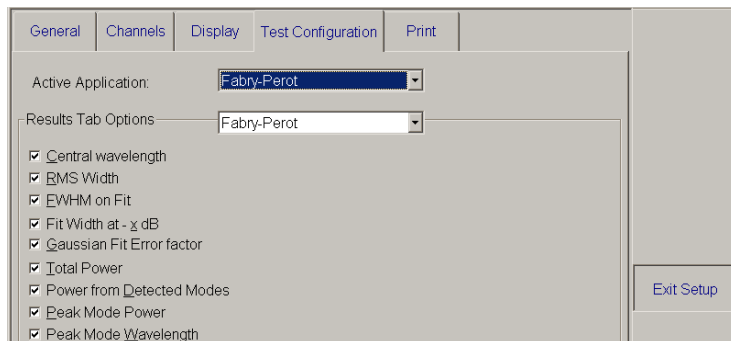 General Channels Display Test Configuration Print
Active Application: Fabry-Perot
Results Tab Options Fabry-Perot
Central wavelength
RMS Width
FWHM on Fit
Fit Width at - x dB
Gaussian Fit Error factor
Total Power
Power from Detected Modes
Exit Setup
Peak Mode Power
Peak Mode Wavelength